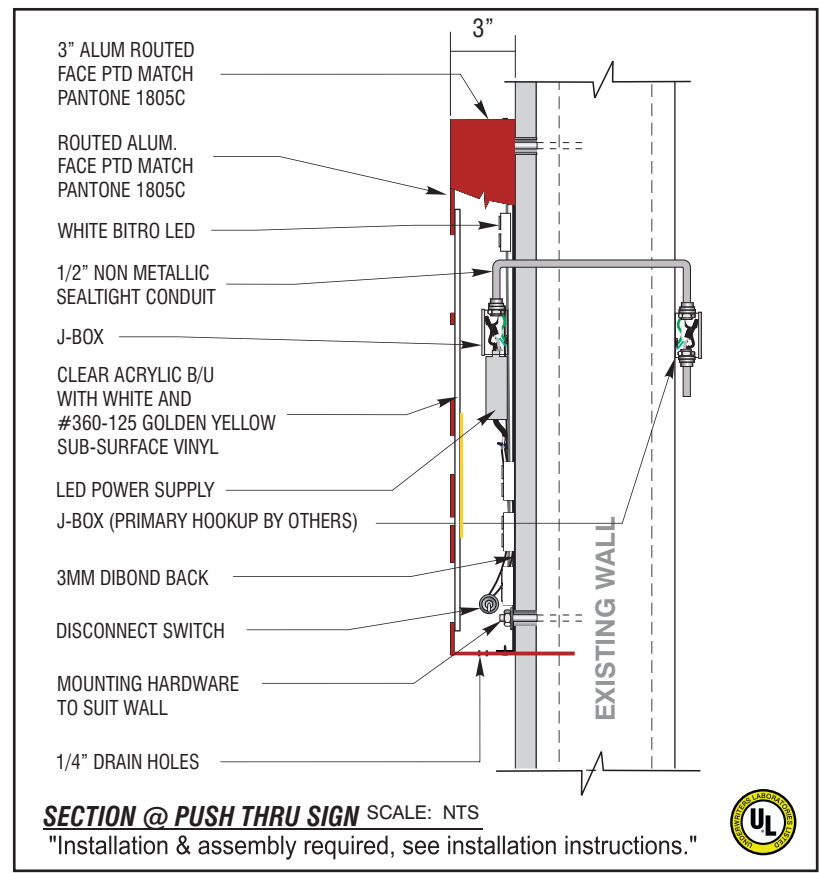 3”
3” ALUM ROUTED
FACE PTD MATCH
PANTONE 1805C
ROUTED ALUM.
FACE PTD MATCH
PANTONE 1805C
WHITE BITRO LED
1/2” NON METALLIC
SEALTIGHT CONDUIT
J-BOX
CLEAR ACRYLIC B/U
WITH WHITE AND
#360-125 GOLDEN YELLOW
SUB-SURFACE VINYL
LED POWER SUPPLY
J-BOX (PRIMARY HOOKUP BY OTHERS)
3MM DIBOND BACK
DISCONNECT SWITCH
MOUNTING HARDWARE
TO SUIT WALL
1/4” DRAIN HOLES
EXISTING WALL
SECTION @ PUSH THRU SIGN SCALE: NTS
"Installation & assembly required, see installation instructions."
UNDERWRITERS LABORATORIES LISTED
UL